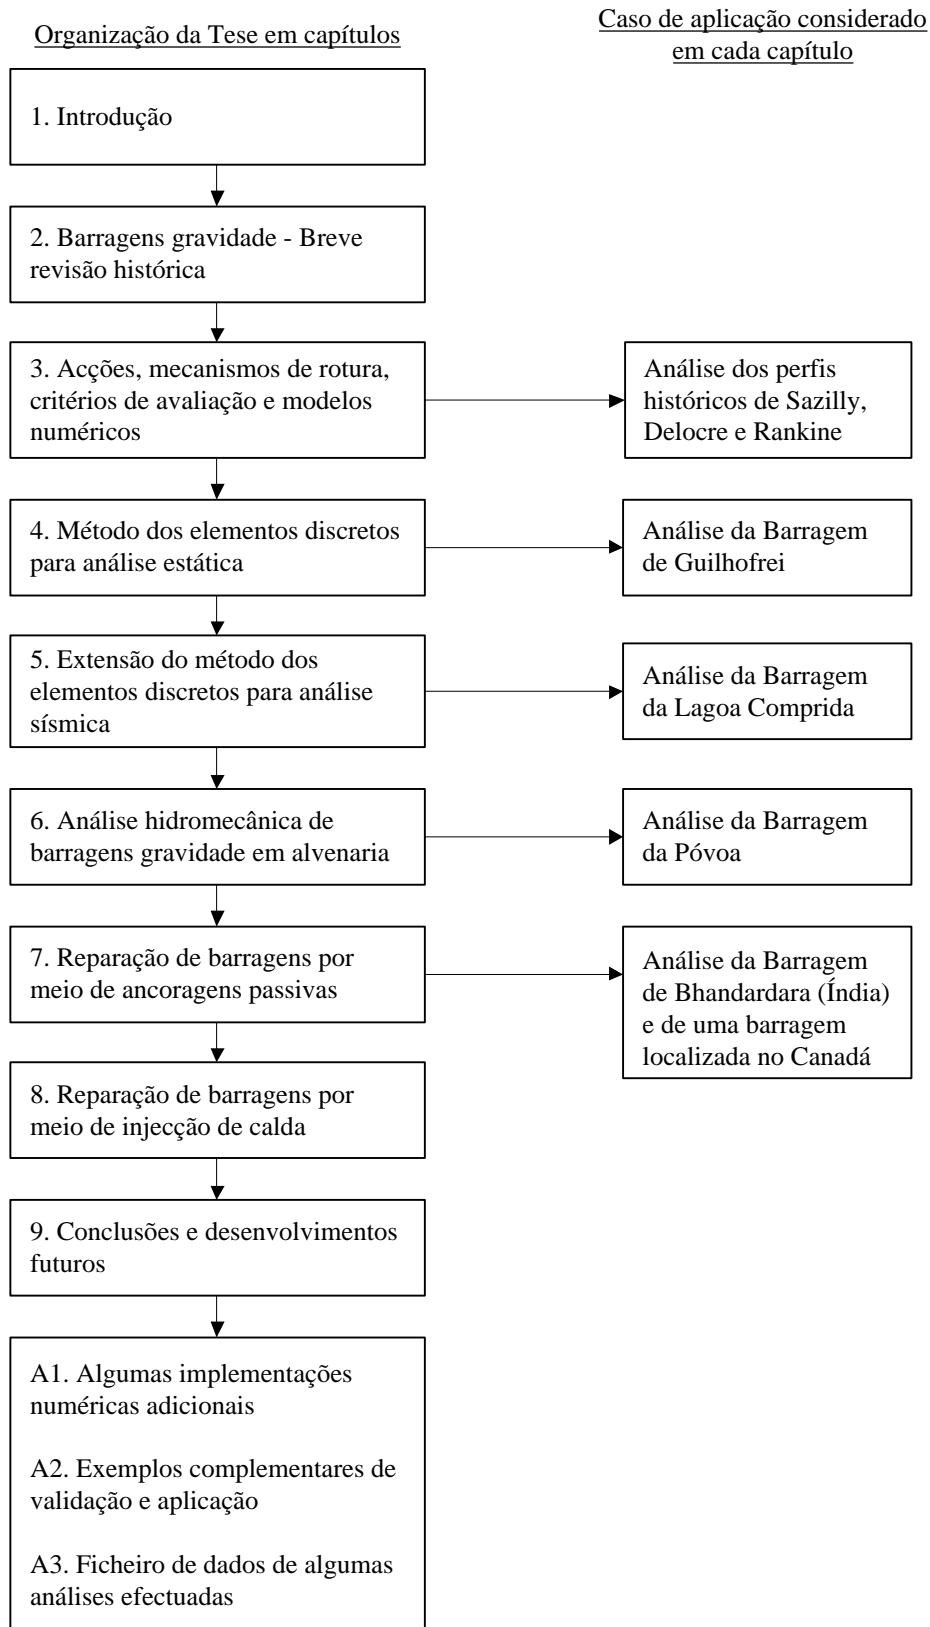 Organização da Tese em capítulos
Caso de aplicação considerado
em cada capítulo
1. Introdução
2. Barragens gravidade - Breve
revisão histórica
3. Acções, mecanismos de rotura,
critérios de avaliação e modelos
numéricos
Análise dos perfis
históricos de Sazilly,
Delocre e Rankine
4. Método dos elementos discretos
para análise estática
Análise da Barragem
de Guilhofrei
5. Extensão do método dos
elementos discretos para análise
sísmica
Análise da Barragem
da Lagoa Comprida
6. Análise hidromecânica de
barragens gravidade em alvenaria
Análise da Barragem
da Póvoa
7. Reparação de barragens por
meio de ancoragens passivas
Análise da Barragem
de Bhandardara (Índia)
e de uma barragem
localizada no Canadá
8. Reparação de barragens por
meio de injecção de calda
9. Conclusões e desenvolvimentos
futuros
A1. Algumas implementações
numéricas adicionais
A2. Exemplos complementares de
validação e aplicação
A3. Ficheiro de dados de algumas
análises efectuadas